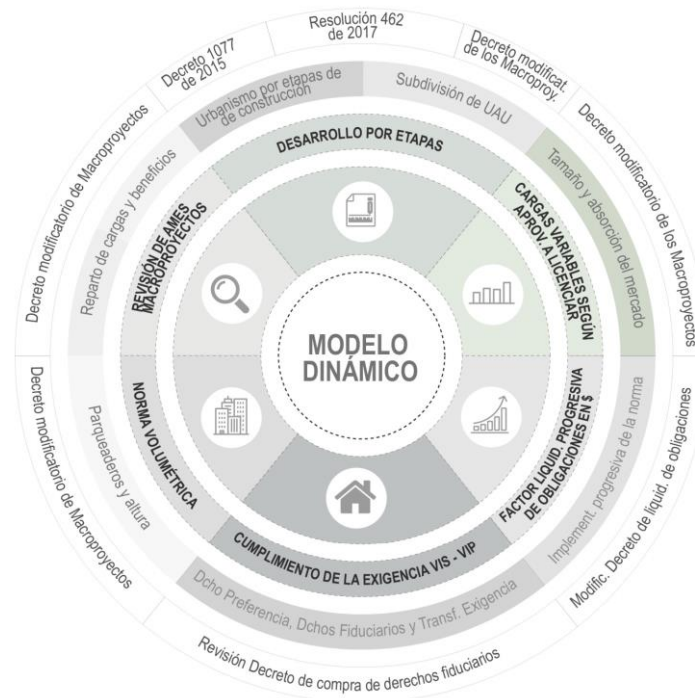 Resolución 462
de 2017
Decreto modificat.
de los Macroproy.
Decreto modificatorio de los Macroproyectos
Modific. Decreto de liquid. de obligaciones
Revisión Decreto de compra de derechos fiduciarios
Decreto modificatorio de Macroproyectos
Decreto modificatorio de Macroproyectos
Decreto 1077
de 2015
Urbanismo por etapas de
de construcción
Subdivisión de UAU
Tamaño y absorción del mercado
Implement. progresiva de la norma
Dcho Preferencia, Dchos Fiduciarios y Transf. Exigencia
Parqueaderos y altura
Reparto de cargas y beneficios
DESARROLLO POR ETAPAS
CARGAS VARIABLES SEGÚN
APROV. A LICENCIAR
FACTOR LIQUID. PROGRESIVA
DE OBLIGACIONES EN $
CUMPLIMIENTO DE LA EXIGENCIA VIS - VIP
NORMA VOLUMÉTRICA
REVISIÓN DE AMES
MACROPROYECTOS
MODELO
DINÁMICO